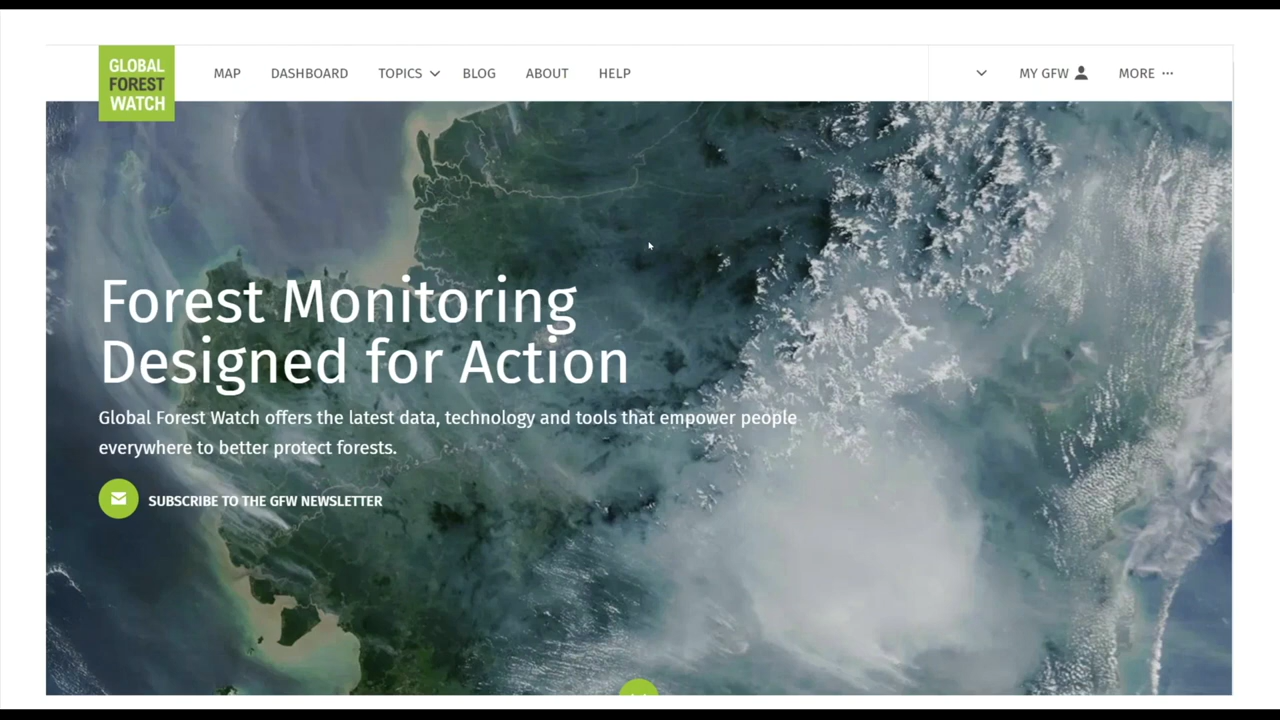 GLOBAL
FOREST
WATCH
MAP DASHBOARD TOPICS BLOG ABOUT HELP MY GFW MORE ···
Forest Monitoring
Designed for Action
Global Forest Watch offers the latest data, technology and tools that empower people
everywhere to better protect forests.
SUBSCRIBE TO THE GFW NEWSLETTER